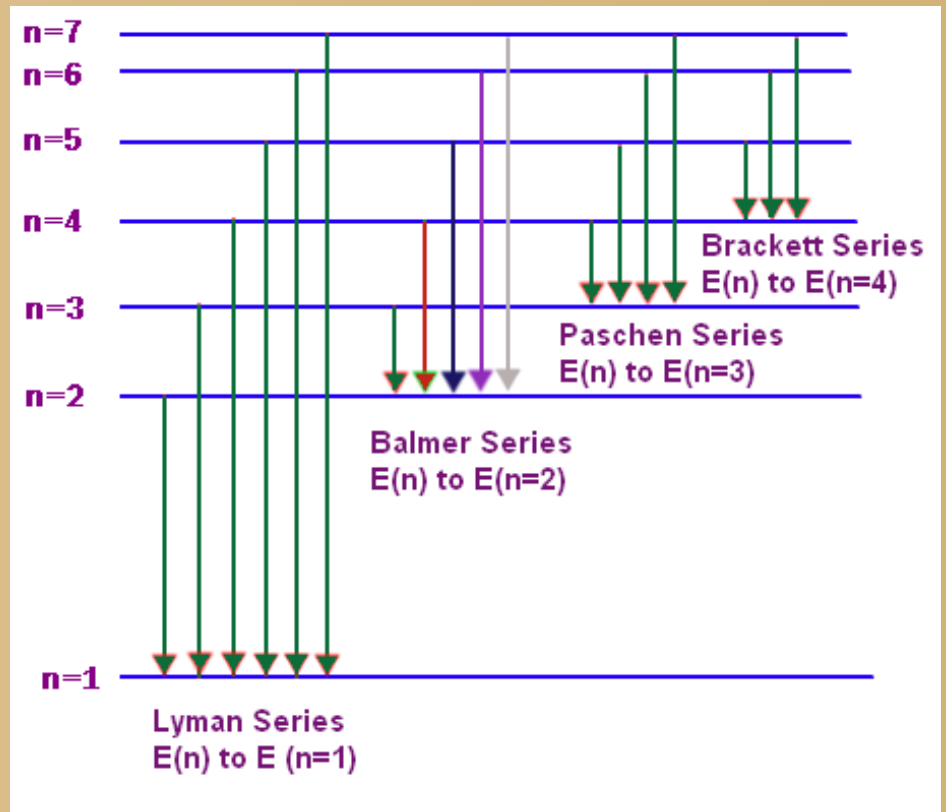 n=7
n=6
n=5
n=4
Brackett Series
E(n) to E(n=4)
n=3
Paschen Series
E(n) to E(n=3)
n=2
Balmer Series
E(n) to E(n=2)
n=1
Lyman Series
E(n) to E (n=1)